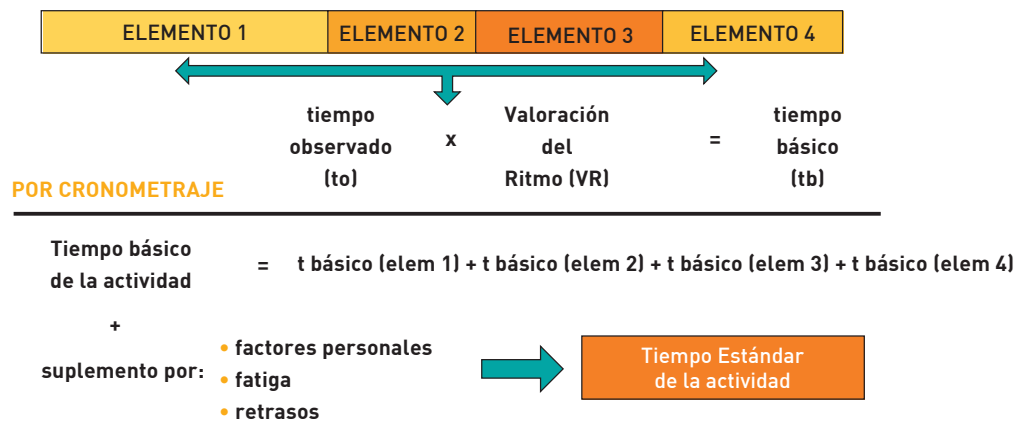 ELEMENTO 1 ELEMENTO 2 ELEMENTO 3 ELEMENTO 4
tiempo
observado
(to)
x
Valoración
del
Ritmo (VR)
=
tiempo
básico
(tb)
POR CRONOMETRAJE
Tiempo básico
de la actividad
= t básico (elem 1) + t básico (elem 2) + t básico (elem 3) + t básico (elem 4)
+
suplemento por:
• factores personales
• fatiga
• retrasos
Tiempo Estándar
de la actividad